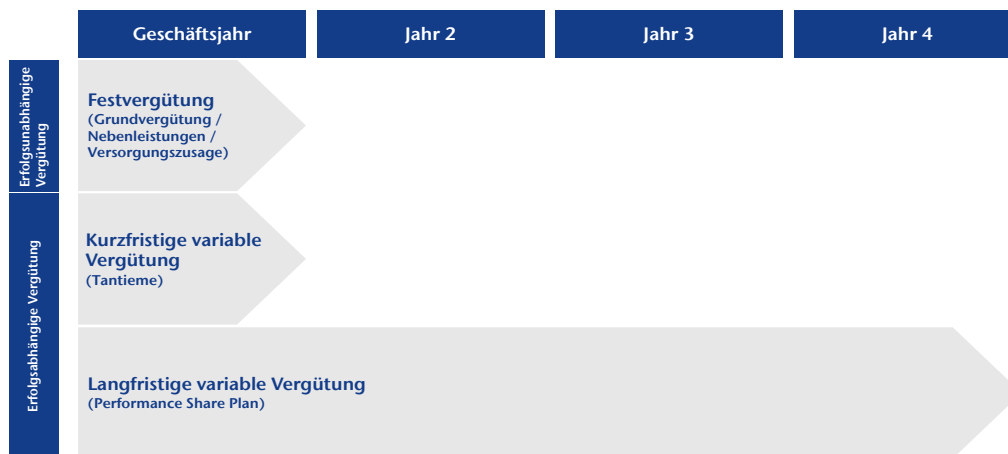 Geschäftsjahr
Jahr 2
Jahr 3
Jahr 4
Erfolgsunabhängige
Vergütung
Festvergütung
(Grundvergütung /
Nebenleistungen /
Versorgungszusage)
Erfolgsabhängige Vergütung
Kurzfristige variable
Vergütung
(Tantieme)
Langfristige variable Vergütung
(Performance Share Plan)